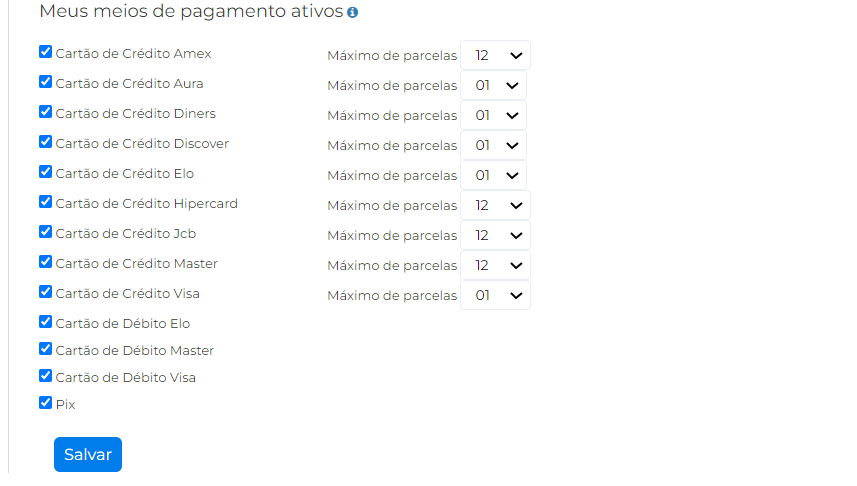 Meus meios de pagamento ativos
Cartão de Crédito Amex Máximo de parcelas 12
Cartão de Crédito Aura Máximo de parcelas 01
Cartão de Crédito Diners Máximo de parcelas 01
Cartão de Crédito Discover Máximo de parcelas 01
Cartão de Crédito Elo Máximo de parcelas 01
Cartão de Crédito Hipercard Máximo de parcelas 12
Cartão de Crédito Jcb Máximo de parcelas 12
Cartão de Crédito Master Máximo de parcelas 12
Cartão de Crédito Visa Máximo de parcelas 01
Cartão de Débito Elo
Cartão de Débito Master
Cartão de Débito Visa
Pix
Salvar